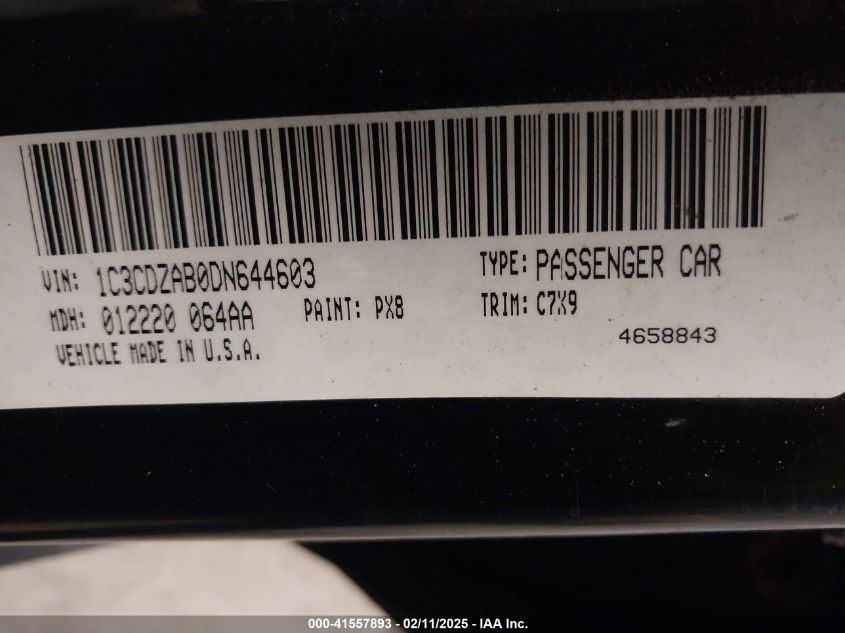 VIN: 1C3CDZAB0DN644603 TYPE: PASSENGER CAR
MDH: 012220 064AA PAINT: PX8 TRIM: C7X9
VEHICLE MADE IN U.S.A. 4658843
000-41557893 - 02/11/2025 - IAA Inc.